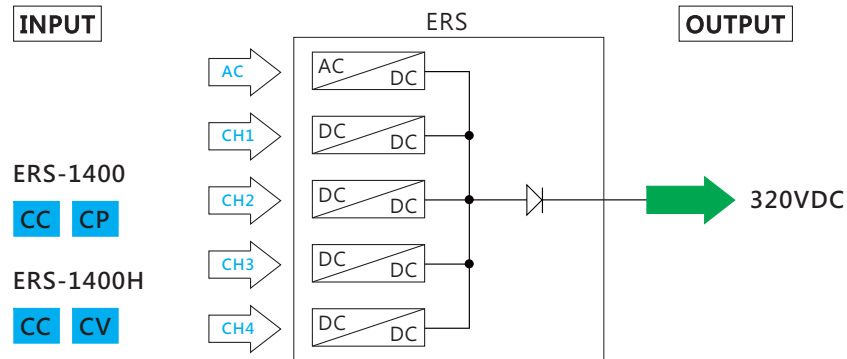 INPUT
ERS
OUTPUT
AC
AC
DC
CH1
DC
DC
ERS-1400
CC CP
CH2
DC
DC
320VDC
ERS-1400H
CC CV
CH3
DC
DC
CH4
DC
DC